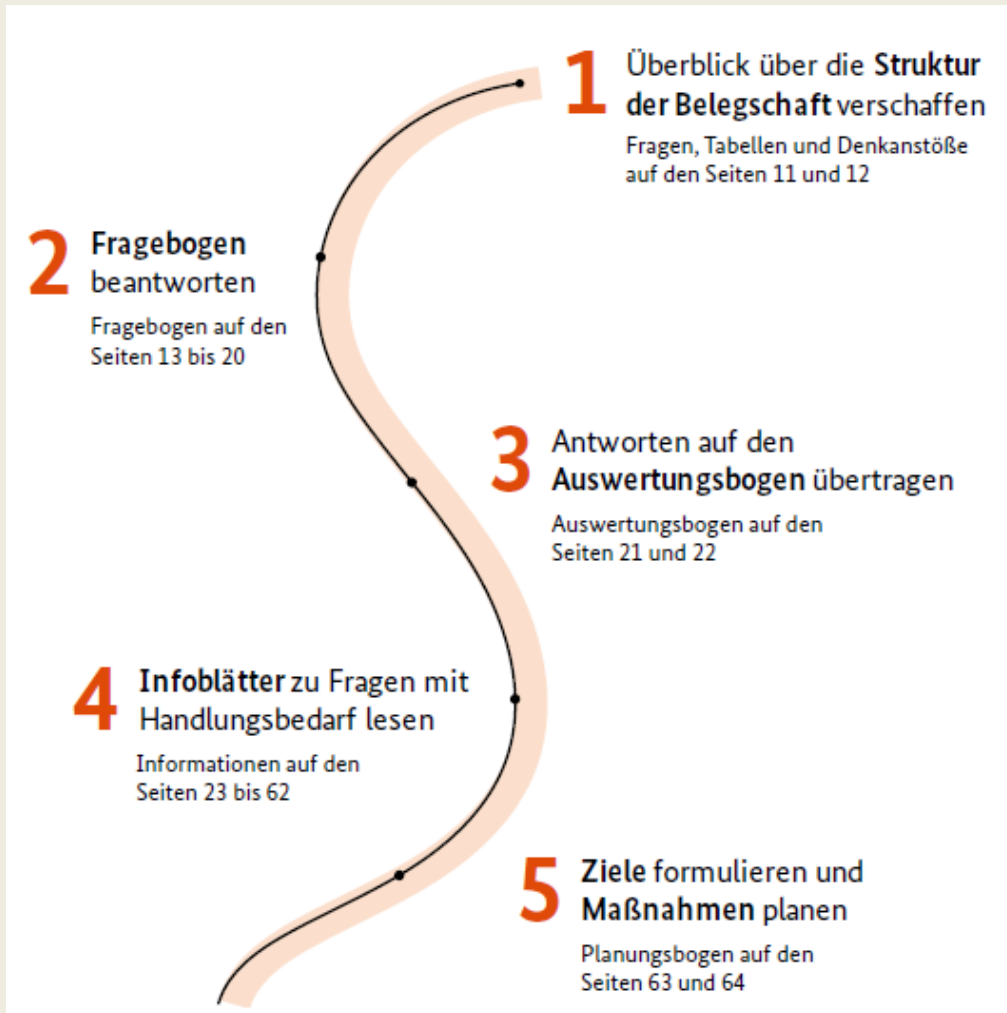 1
Überblick über die Struktur
der Belegschaft verschaffen
Fragen, Tabellen und Denkanstöße
auf den Seiten 11 und 12
2
Fragebogen
beantworten
Fragebogen auf den
Seiten 13 bis 20
3
Antworten auf den
Auswertungsbogen übertragen
Auswertungsbogen auf den
Seiten 21 und 22
4
Infoblätter zu Fragen mit
Handlungsbedarf lesen
Informationen auf den
Seiten 23 bis 62
5
Ziele formulieren und
Maßnahmen planen
Planungsbogen auf den
Seiten 63 und 64